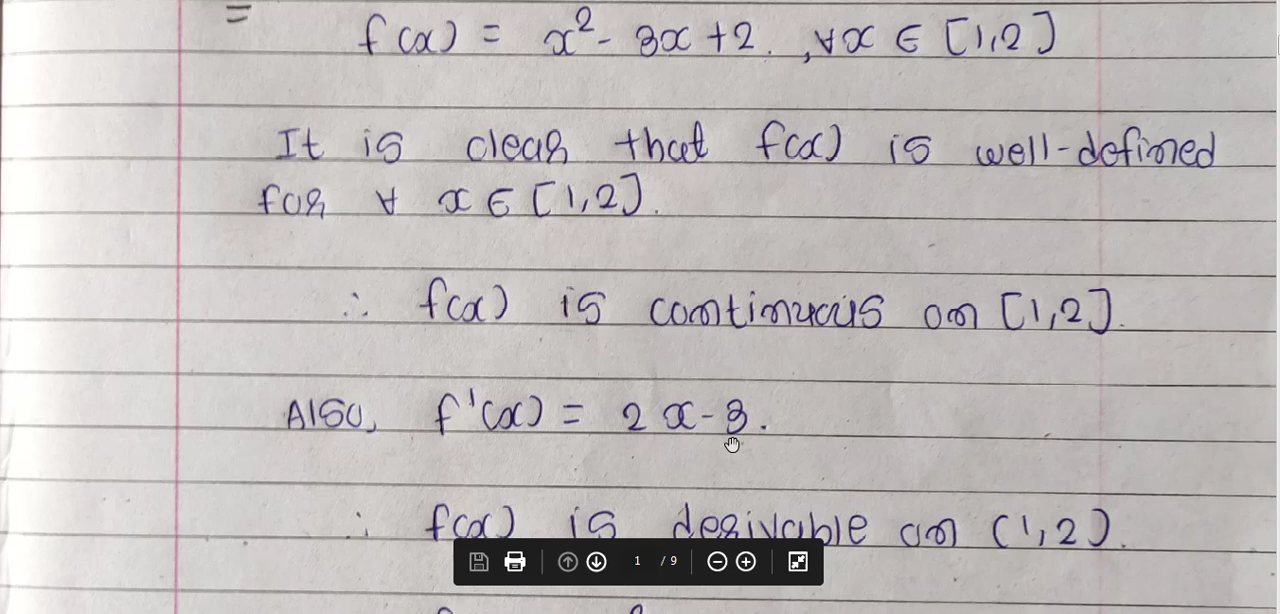 =
f(x) = x² - 3x + 2. , ∀x ∈ [1,2]
It is clear that f(x) is well-defined
for ∀ x ∈ [1,2].
∴ f(x) is continuous on [1,2].
Also, f'(x) = 2x - 3.
∴ f(x) is derivable on (1,2).
1 / 9